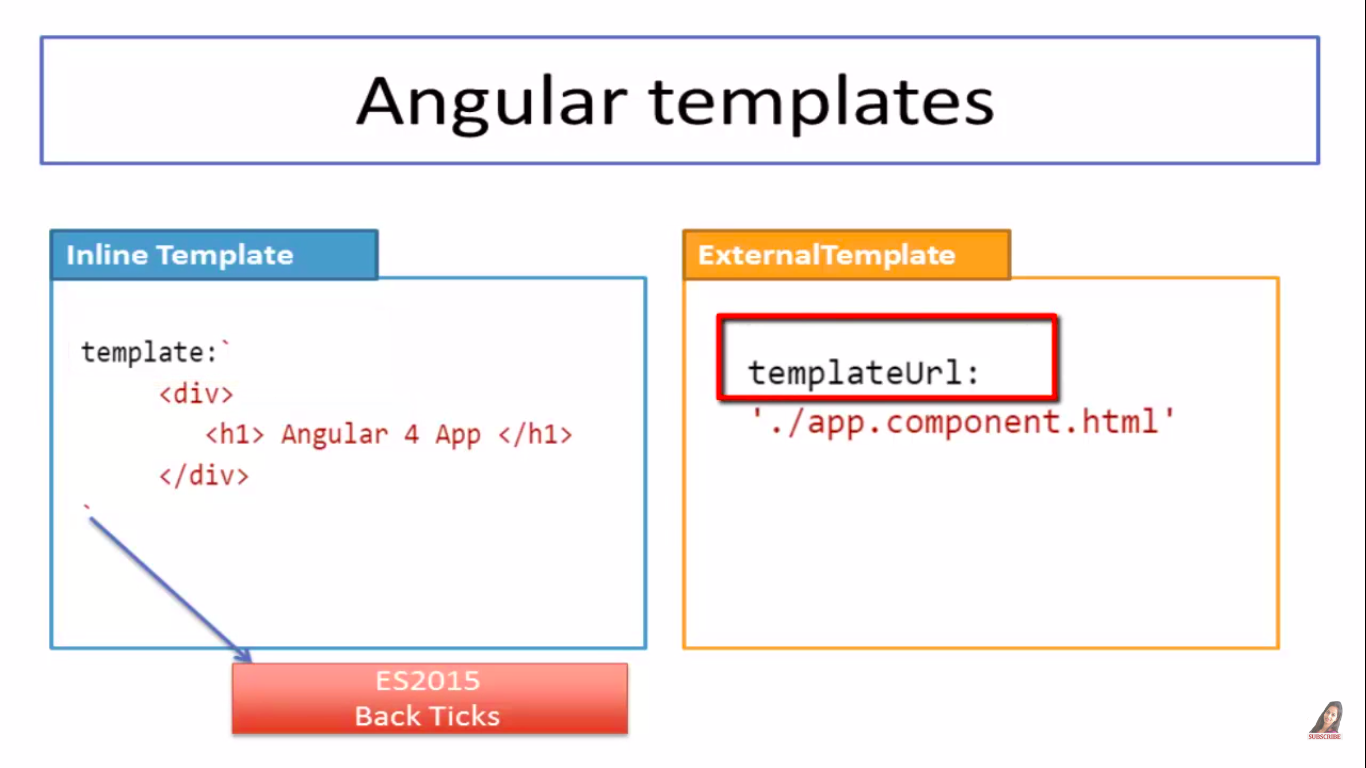 Angular templates
Inline Template
template:`
<div>
<h1> Angular 4 App </h1>
</div>
`
ES2015
Back Ticks
ExternalTemplate
templateUrl:
'./app.component.html'
SUBSCRIBE